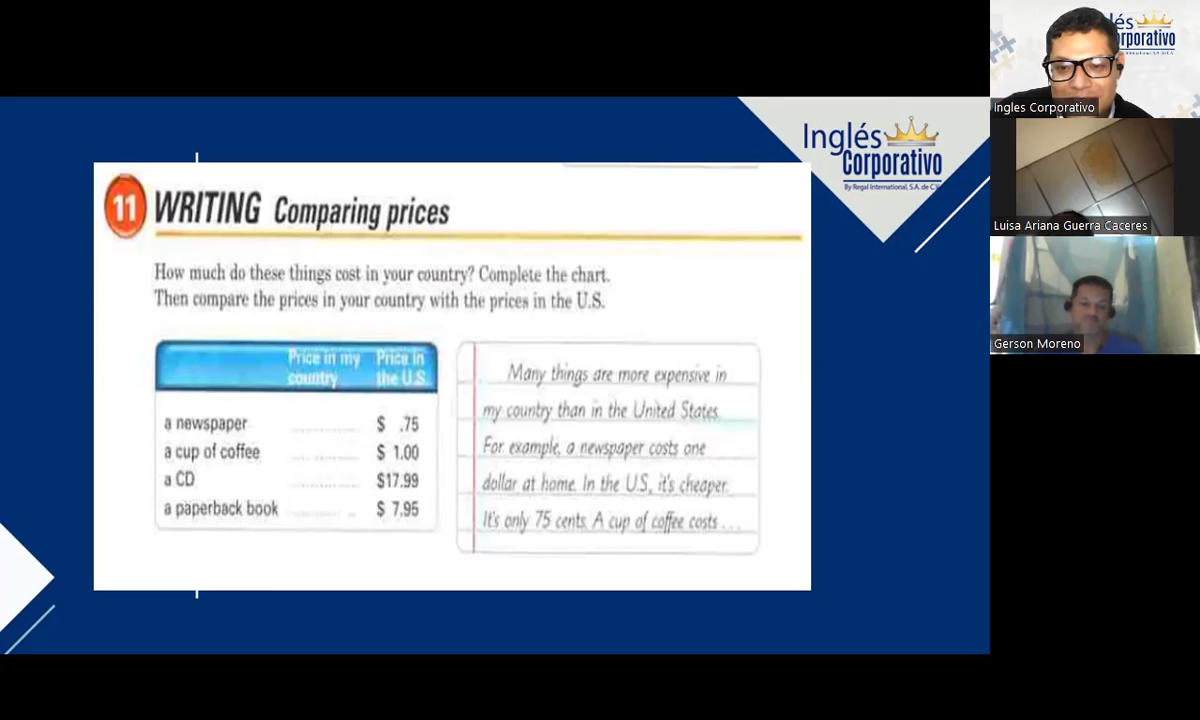 Inglés
Corporativo
By Regal International, S.A. de C.V.
11 WRITING Comparing prices
How much do these things cost in your country? Complete the chart.
Then compare the prices in your country with the prices in the U.S.
Price in my country Price in the U.S.
a newspaper ............ $ .75
a cup of coffee ............ $ 1.00
a CD ............ $17.99
a paperback book ............ $ 7.95
Many things are more expensive in
my country than in the United States.
For example, a newspaper costs one
dollar at home. In the U.S., it's cheaper.
It's only 75 cents. A cup of coffee costs . . .
Ingles Corporativo
Luisa Ariana Guerra Caceres
Gerson Moreno